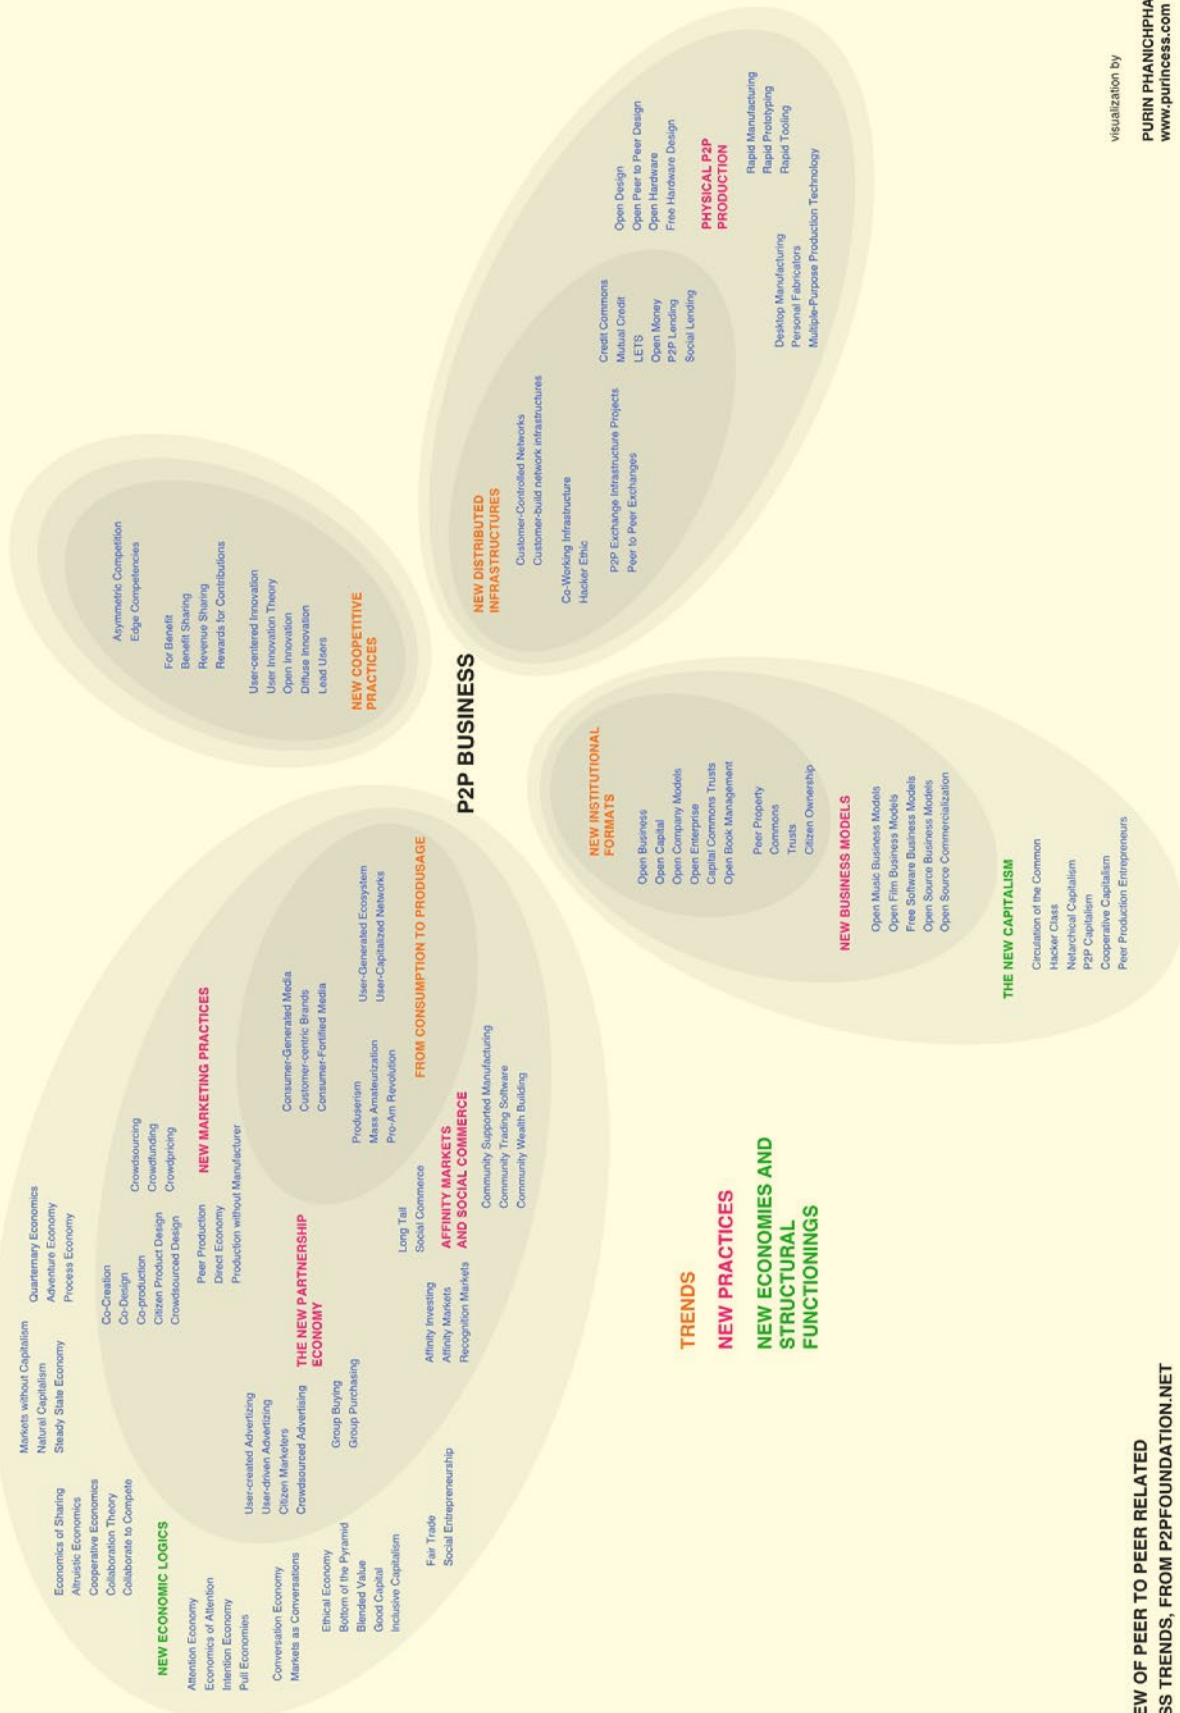 Markets without Capitalism
Natural Capitalism
Steady State Economy
Quarternary Economics
Adventure Economy
Process Economy
Economics of Sharing
Altruistic Economics
Cooperative Economics
Collaboration Theory
Collaborate to Compete
NEW ECONOMIC LOGICS
Attention Economy
Economics of Attention
Intention Economy
Pull Economies
Conversation Economy
Markets as Conversations
Ethical Economy
Bottom of the Pyramid
Blended Value
Good Capital
Inclusive Capitalism
Fair Trade
Social Entrepreneurship
Co-Creation
Co-Design
Co-production
Citizen Product Design
Crowdsourced Design
Crowdsourcing
Crowdfunding
Crowdpricing
Peer Production
Direct Economy
Production without Manufacturer
NEW MARKETING PRACTICES
User-created Advertizing
User-driven Advertizing
Citizen Marketers
Crowdsourced Advertising
THE NEW PARTNERSHIP
ECONOMY
Group Buying
Group Purchasing
Consumer-Generated Media
Customer-centric Brands
Consumer-Fortified Media
Produserism
Mass Amateurization
Pro-Am Revolution
User-Generated Ecosystem
User-Capitalized Networks
FROM CONSUMPTION TO PRODUSAGE
Long Tail
Social Commerce
AFFINITY MARKETS
AND SOCIAL COMMERCE
Affinity Investing
Affinity Markets
Recognition Markets
Community Supported Manufacturing
Community Trading Software
Community Wealth Building
Asymmetric Competition
Edge Competencies
For Benefit
Benefit Sharing
Revenue Sharing
Rewards for Contributions
User-centered Innovation
User Innovation Theory
Open Innovation
Diffuse Innovation
Lead Users
NEW COOPETITIVE
PRACTICES
P2P BUSINESS
NEW DISTRIBUTED
INFRASTRUCTURES
Customer-Controlled Networks
Customer-build network infrastructures
Co-Working Infrastructure
Hacker Ethic
P2P Exchange Infrastructure Projects
Peer to Peer Exchanges
Credit Commons
Mutual Credit
LETS
Open Money
P2P Lending
Social Lending
Open Design
Open Peer to Peer Design
Open Hardware
Free Hardware Design
PHYSICAL P2P
PRODUCTION
Rapid Manufacturing
Rapid Prototyping
Rapid Tooling
Desktop Manufacturing
Personal Fabricators
Multiple-Purpose Production Technology
NEW INSTITUTIONAL
FORMATS
Open Business
Open Capital
Open Company Models
Open Enterprise
Capital Commons Trusts
Open Book Management
Peer Property
Commons
Trusts
Citizen Ownership
NEW BUSINESS MODELS
Open Music Business Models
Open Film Business Models
Free Software Business Models
Open Source Business Models
Open Source Commercialization
THE NEW CAPITALISM
Circulation of the Common
Hacker Class
Netarchical Capitalism
P2P Capitalism
Cooperative Capitalism
Peer Production Entrepreneurs
TRENDS
NEW PRACTICES
NEW ECONOMIES AND
STRUCTURAL
FUNCTIONINGS
EW OF PEER TO PEER RELATED
SS TRENDS, FROM P2PFOUNDATION.NET
visualization by
PURIN PHANICHPHA
www.purincess.com